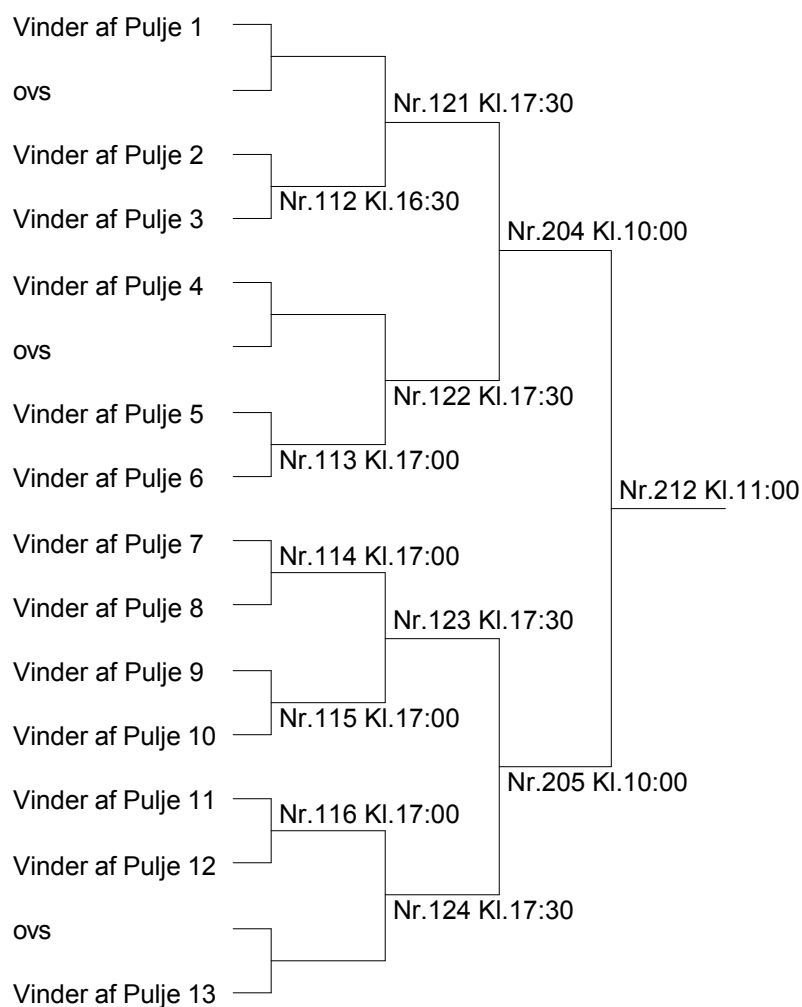 Vinder af Pulje 1
ovs
Nr.121 Kl.17:30
Vinder af Pulje 2
Nr.112 Kl.16:30
Vinder af Pulje 3
Nr.204 Kl.10:00
Vinder af Pulje 4
ovs
Nr.122 Kl.17:30
Vinder af Pulje 5
Nr.113 Kl.17:00
Vinder af Pulje 6
Nr.212 Kl.11:00
Vinder af Pulje 7
Nr.114 Kl.17:00
Vinder af Pulje 8
Nr.123 Kl.17:30
Vinder af Pulje 9
Nr.115 Kl.17:00
Vinder af Pulje 10
Nr.205 Kl.10:00
Vinder af Pulje 11
Nr.116 Kl.17:00
Vinder af Pulje 12
Nr.124 Kl.17:30
ovs
Vinder af Pulje 13